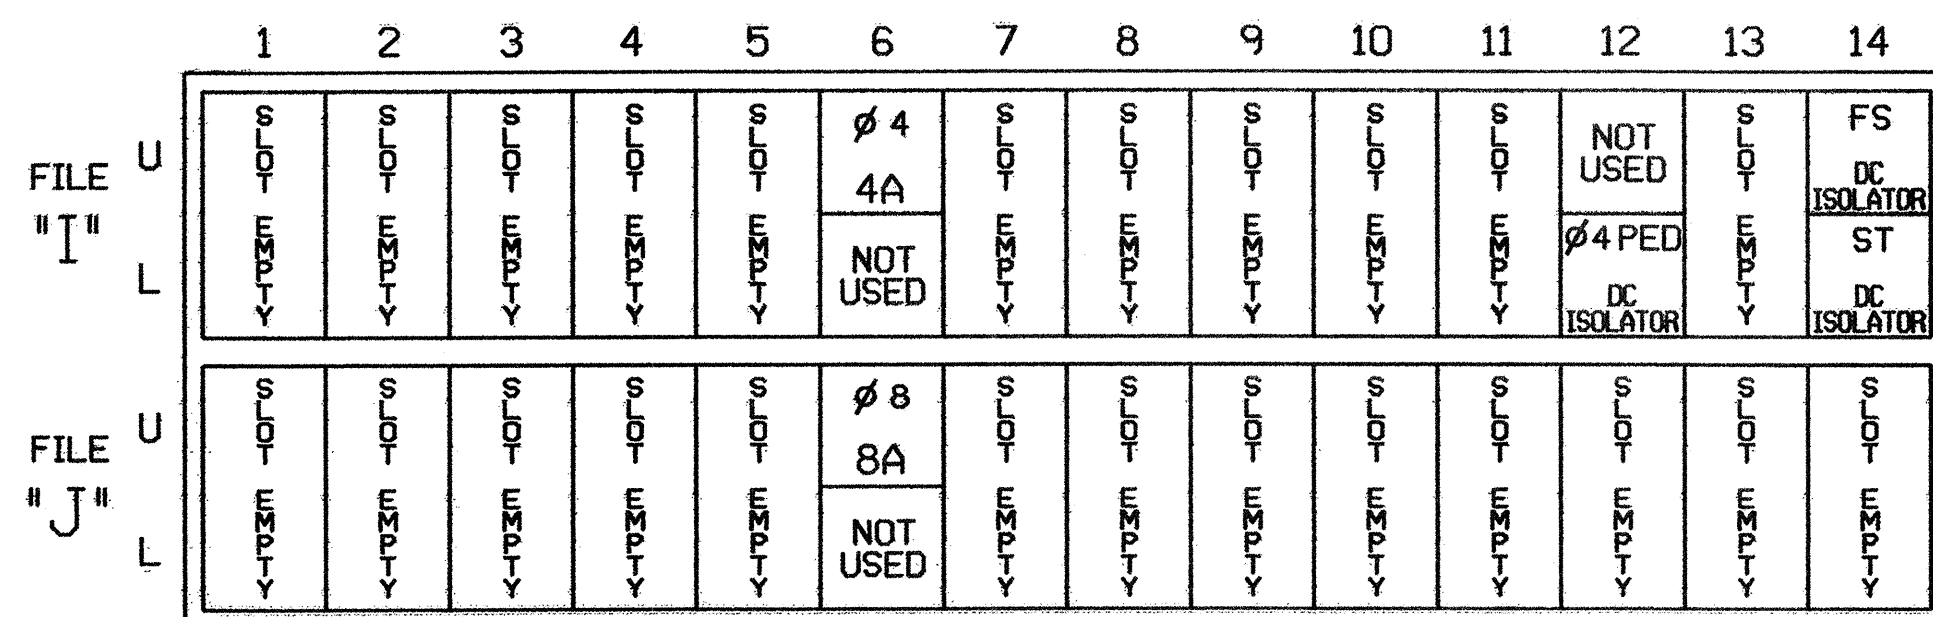 1 2 3 4 5 6 7 8 9 10 11 12 13 14
FILE "I"
U
L
SLOT EMPTY
SLOT EMPTY
SLOT EMPTY
SLOT EMPTY
SLOT EMPTY
Ø 4
4A
NOT
USED
SLOT EMPTY
SLOT EMPTY
SLOT EMPTY
SLOT EMPTY
SLOT EMPTY
NOT
USED
Ø4 PED
DC
ISOLATOR
SLOT EMPTY
FS
DC
ISOLATOR
ST
DC
ISOLATOR
FILE "J"
U
L
SLOT EMPTY
SLOT EMPTY
SLOT EMPTY
SLOT EMPTY
SLOT EMPTY
Ø 8
8A
NOT
USED
SLOT EMPTY
SLOT EMPTY
SLOT EMPTY
SLOT EMPTY
SLOT EMPTY
SLOT EMPTY
SLOT EMPTY
SLOT EMPTY